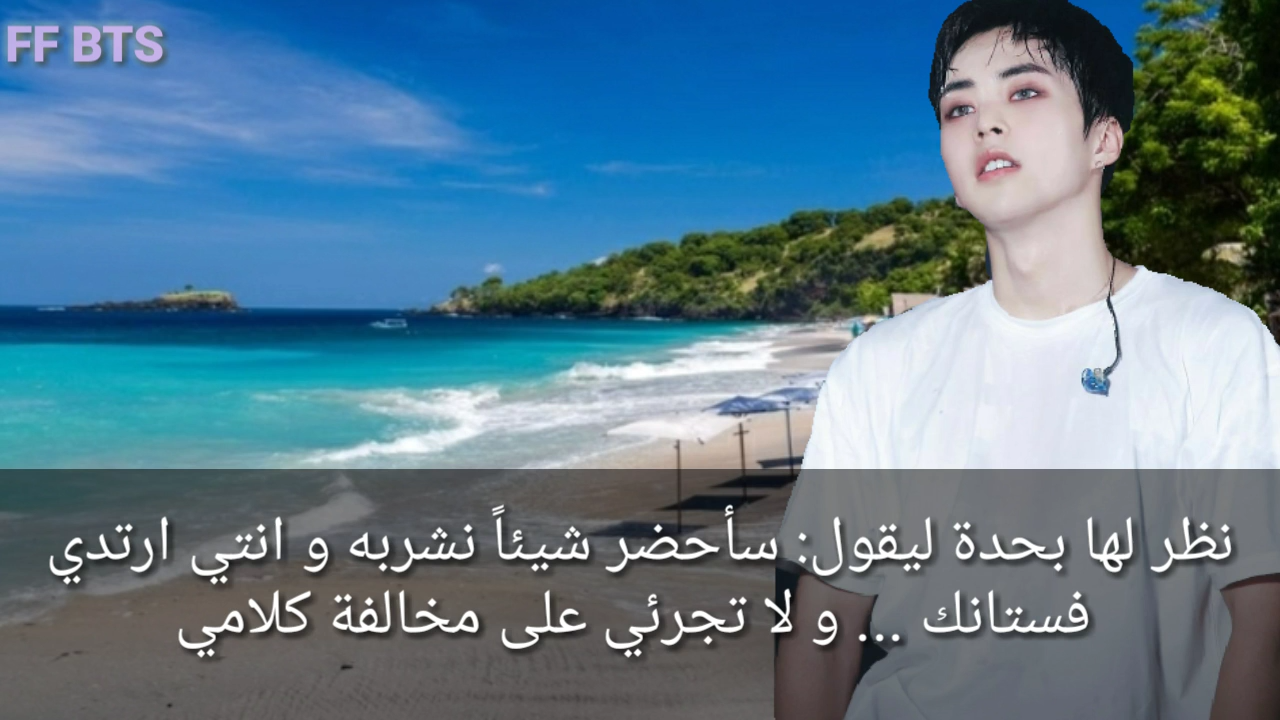 FF BTS
نظر لها بحدة ليقول: سأحضر شيئاً نشربه و انتي ارتدي
فستانك ... و لا تجرئي على مخالفة كلامي